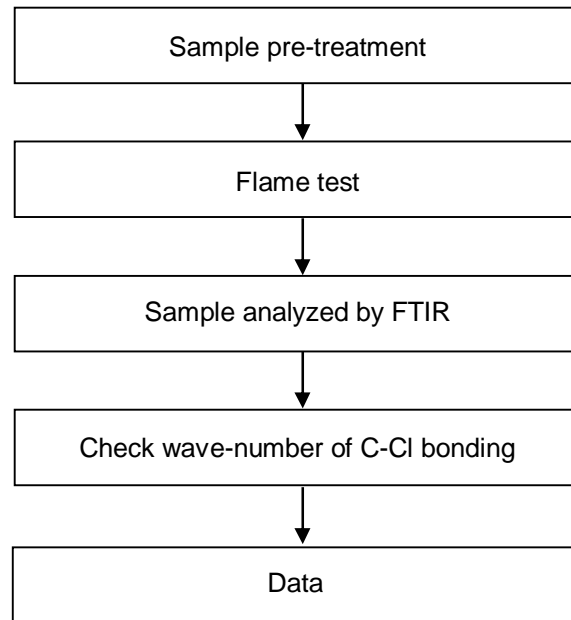 Sample pre-treatment
Flame test
Sample analyzed by FTIR
Check wave-number of C-Cl bonding
Data